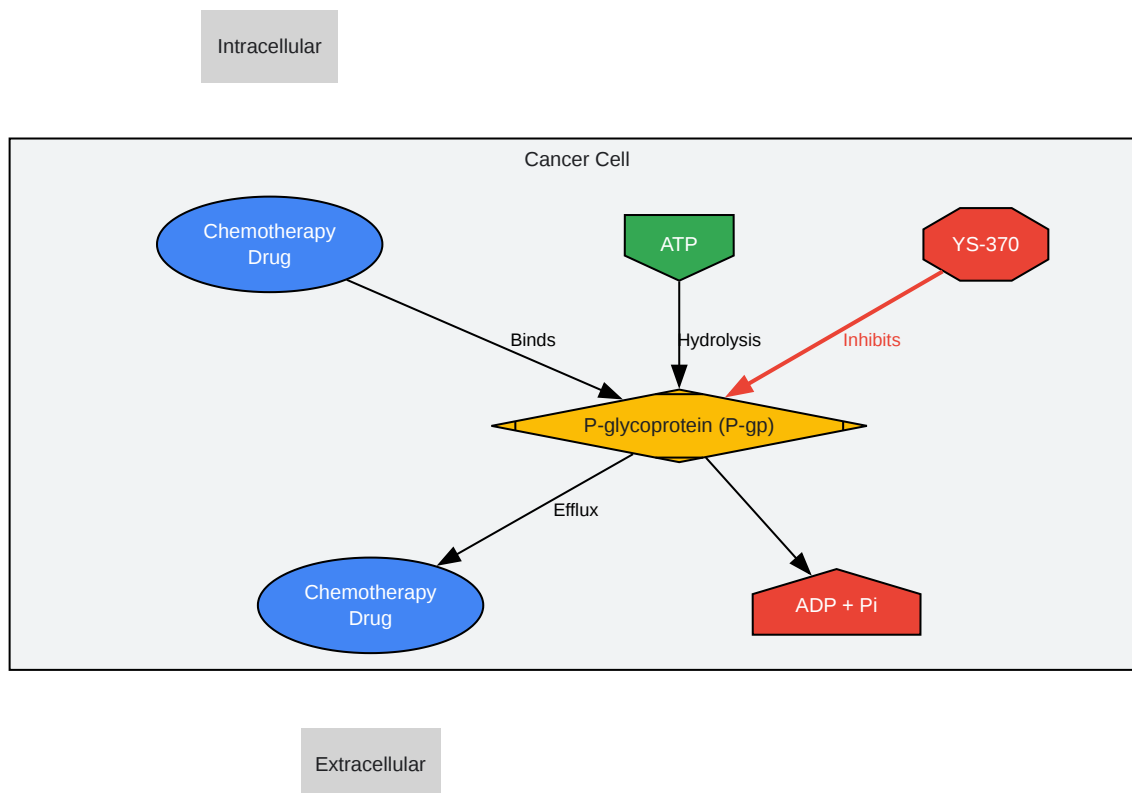 Intracellular
Cancer Cell
Chemotherapy
Drug
ATP
YS-370
Binds
Hydrolysis
Inhibits
P-glycoprotein (P-gp)
Efflux
Chemotherapy
Drug
ADP + Pi
Extracellular